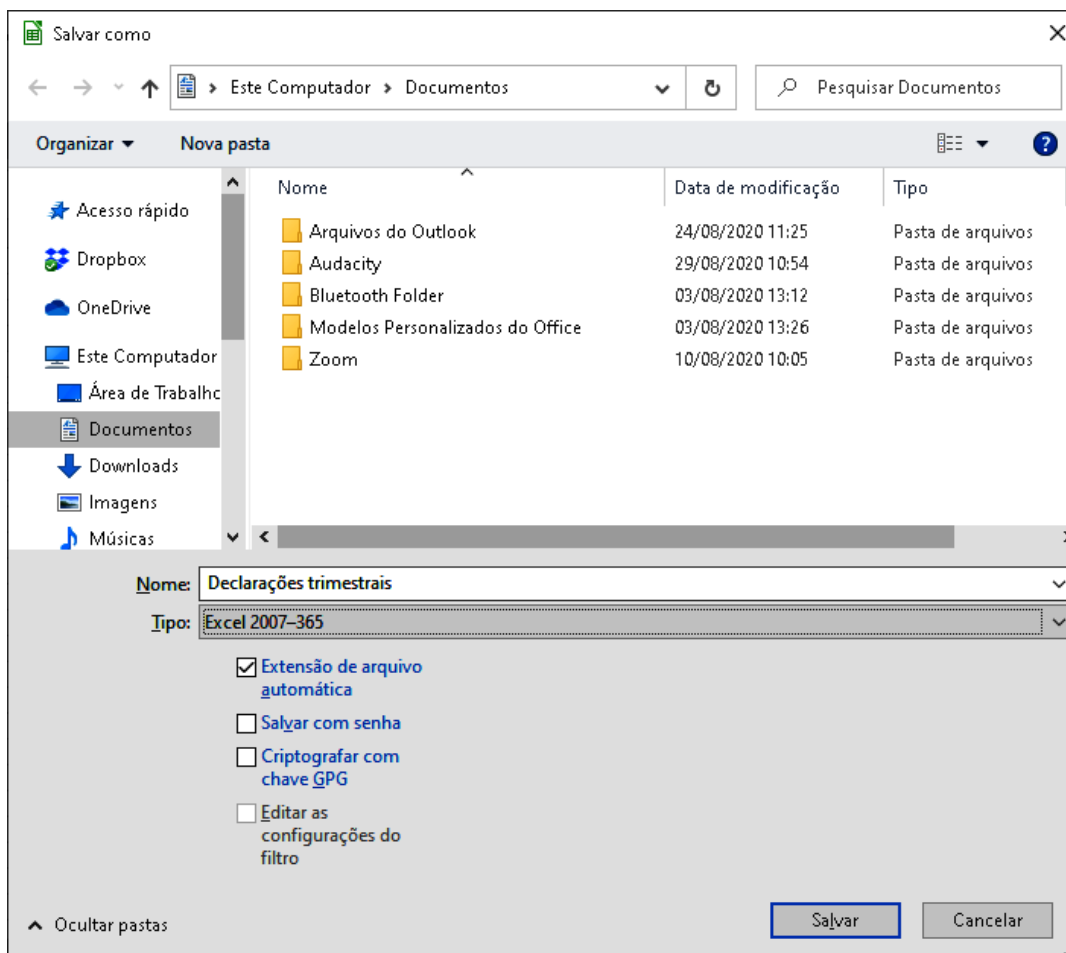 Salvar como
Este Computador > Documentos
Pesquisar Documentos
Organizar
Nova pasta
?
Acesso rápido
Dropbox
OneDrive
Este Computador
Área de Trabalho
Documentos
Downloads
Imagens
Músicas
Nome Data de modificação Tipo
Arquivos do Outlook 24/08/2020 11:25 Pasta de arquivos
Audacity 29/08/2020 10:54 Pasta de arquivos
Bluetooth Folder 03/08/2020 13:12 Pasta de arquivos
Modelos Personalizados do Office 03/08/2020 13:26 Pasta de arquivos
Zoom 10/08/2020 10:05 Pasta de arquivos
Nome: Declarações trimestrais
Tipo: Excel 2007–365
Extensão de arquivo
automática
Salvar com senha
Criptografar com
chave GPG
Editar as
configurações do
filtro
Ocultar pastas
Salvar
Cancelar